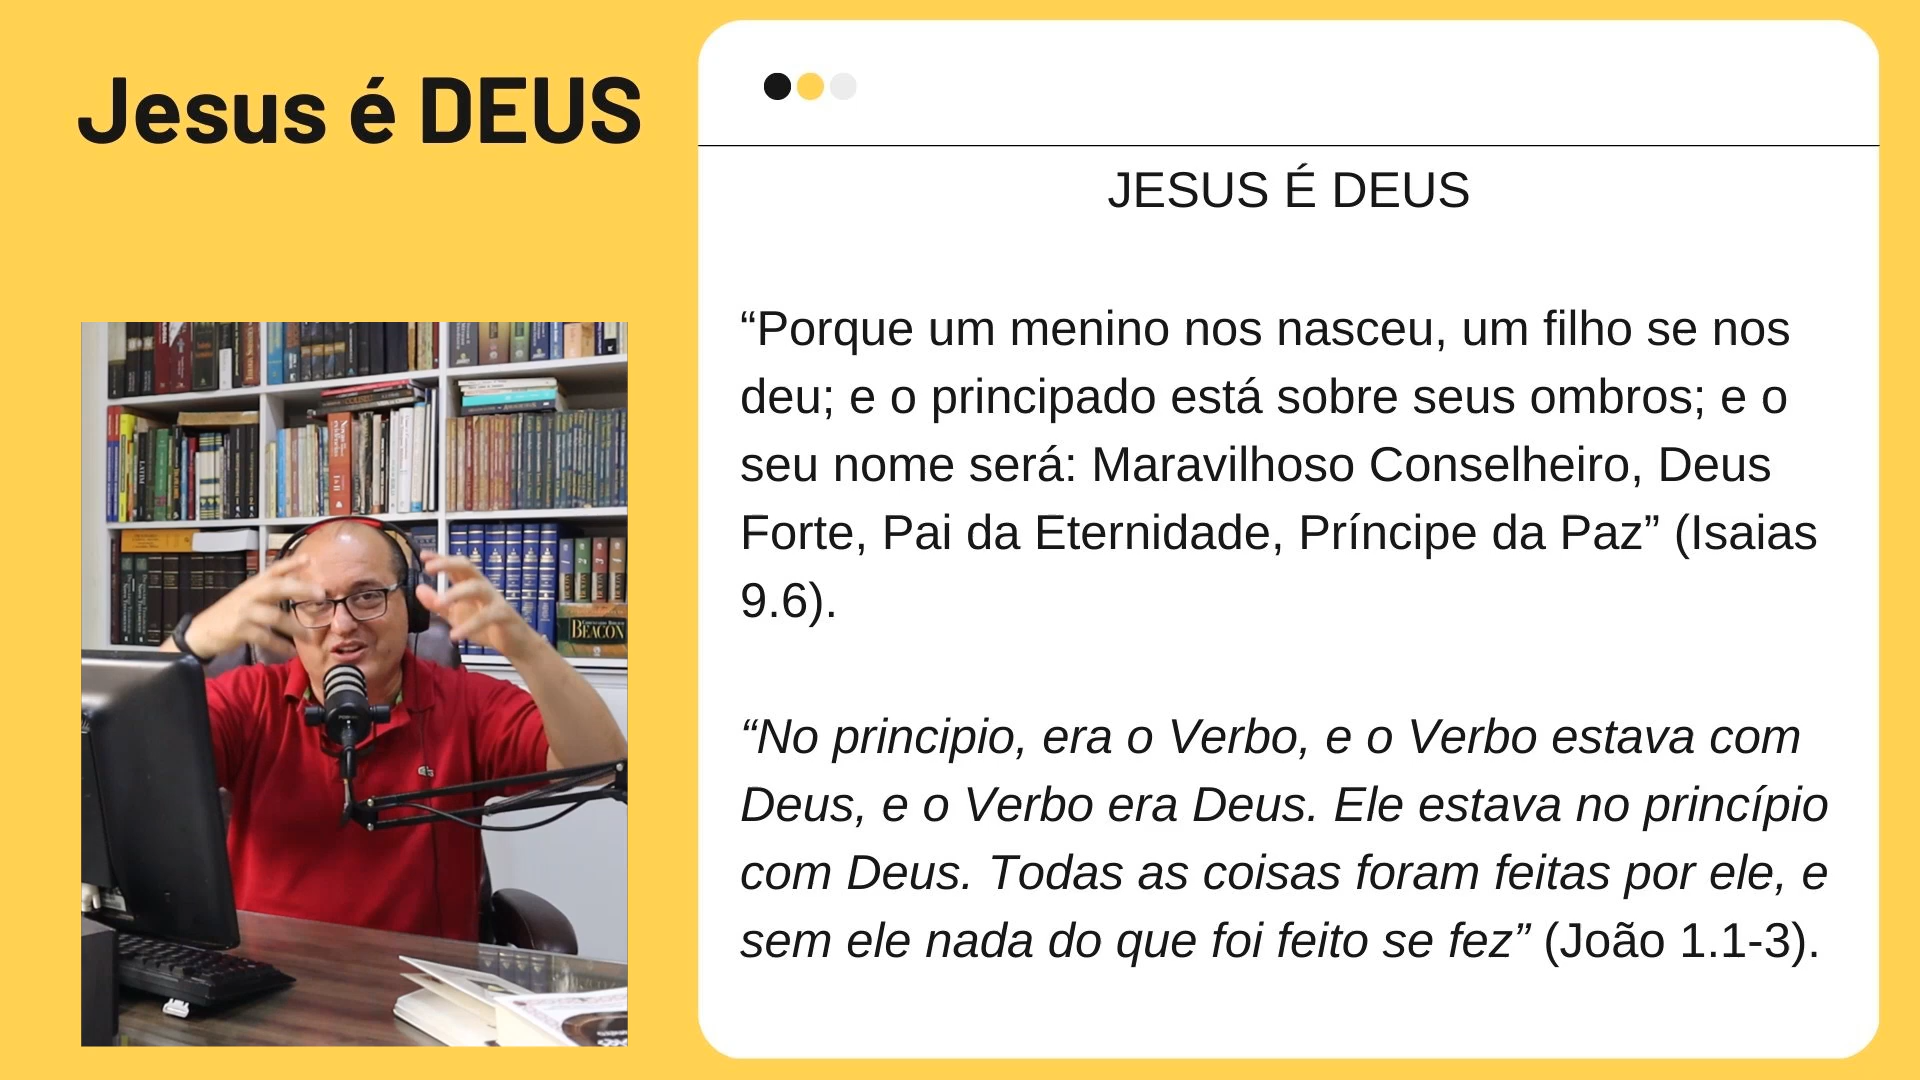 Jesus é DEUS
JESUS É DEUS
“Porque um menino nos nasceu, um filho se nos
deu; e o principado está sobre seus ombros; e o
seu nome será: Maravilhoso Conselheiro, Deus
Forte, Pai da Eternidade, Príncipe da Paz” (Isaias
9.6).
“No principio, era o Verbo, e o Verbo estava com
Deus, e o Verbo era Deus. Ele estava no princípio
com Deus. Todas as coisas foram feitas por ele, e
sem ele nada do que foi feito se fez” (João 1.1-3).
BEACON